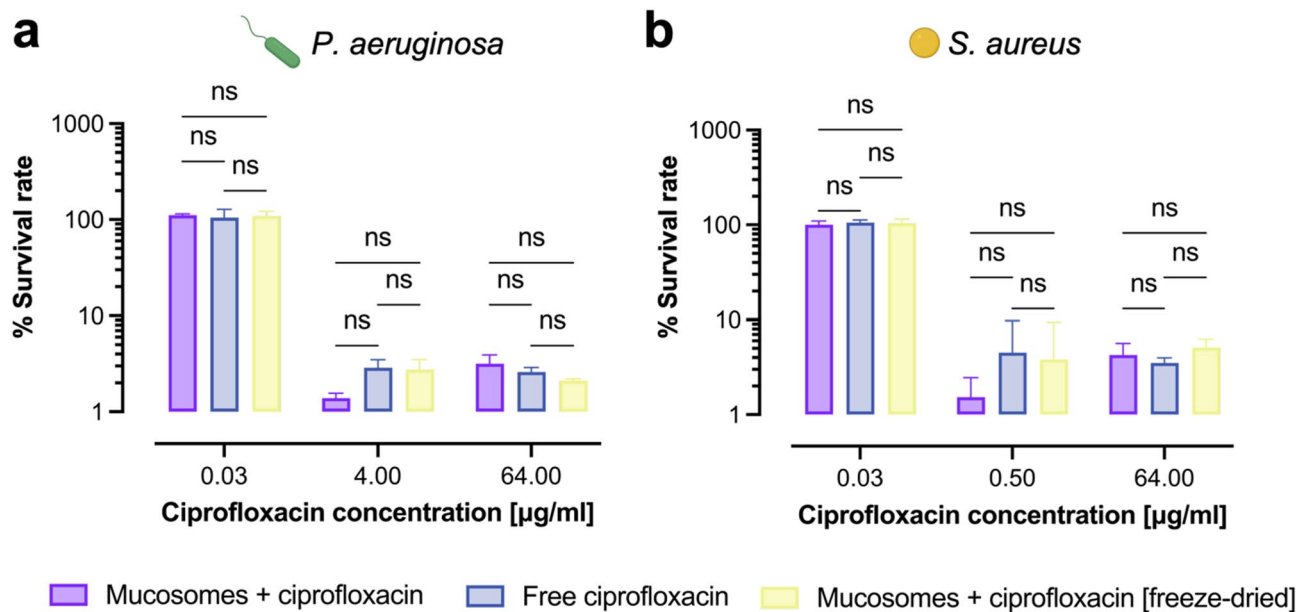 a
P. aeruginosa
% Survival rate
1000
100
10
1
ns
ns
ns
ns
ns
ns
ns
ns
ns
0.03
4.00
64.00
Ciprofloxacin concentration [µg/ml]
b
S. aureus
% Survival rate
1000
100
10
1
ns
ns
ns
ns
ns
ns
ns
ns
ns
0.03
0.50
64.00
Ciprofloxacin concentration [µg/ml]
Mucosomes + ciprofloxacin
Free ciprofloxacin
Mucosomes + ciprofloxacin [freeze-dried]